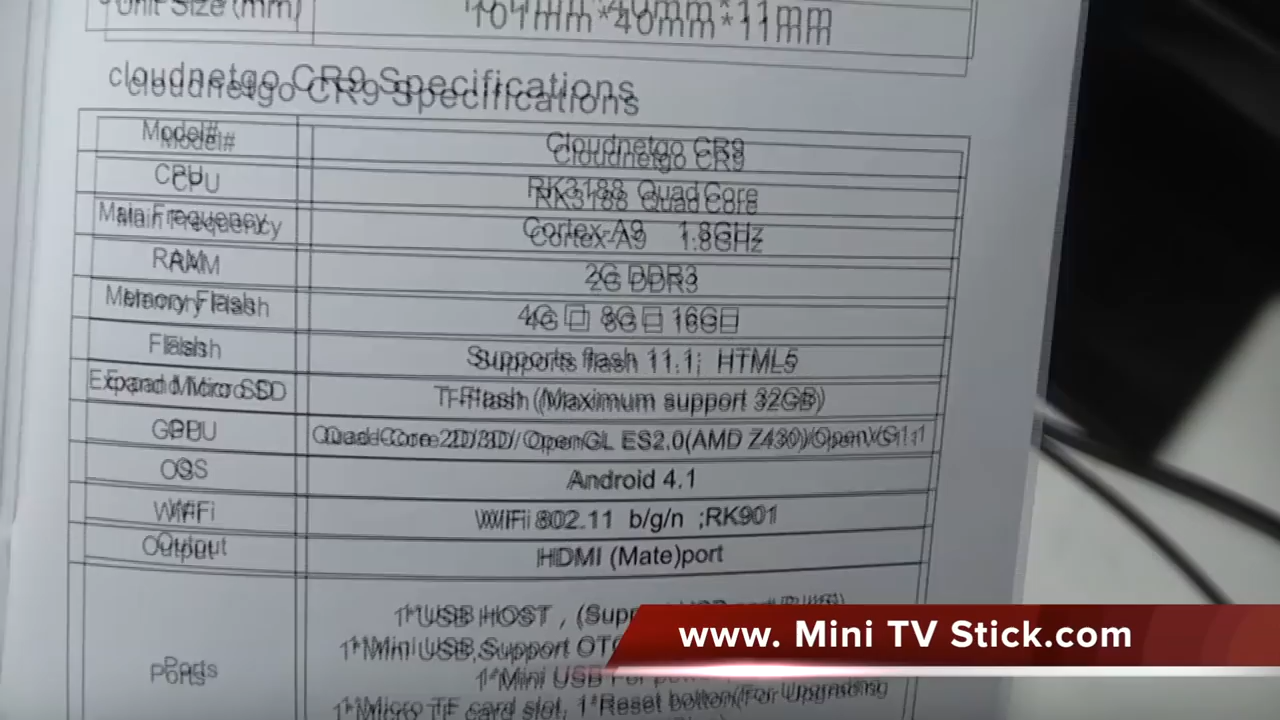 Unit Size (mm) 101mm*40mm*11mm
cloudnetgo CR9 Specifications
Model# Cloudnetgo CR9
CPU RK3188 Quad Core
Main Frequency Cortex-A9 1.8GHz
RAM 2G DDR3
Memory Flash 4G □ 8G □ 16G□
Flash Supports flash 11.1; HTML5
Expand Micro SD TFlash (Maximum support 32GB)
GPU Quad Core 2D/3D/ OpenGL ES2.0(AMD Z430)/OpenVG1.1
OS Android 4.1
WiFi WiFi 802.11 b/g/n ;RK901
Output HDMI (Mate)port
Ports
1*USB HOST , (Supp
1*Mini USB,Support OTG
1*Mini USB For
1*Micro TF card slot, 1*Reset botton(For Upgrading
www. Mini TV Stick.com